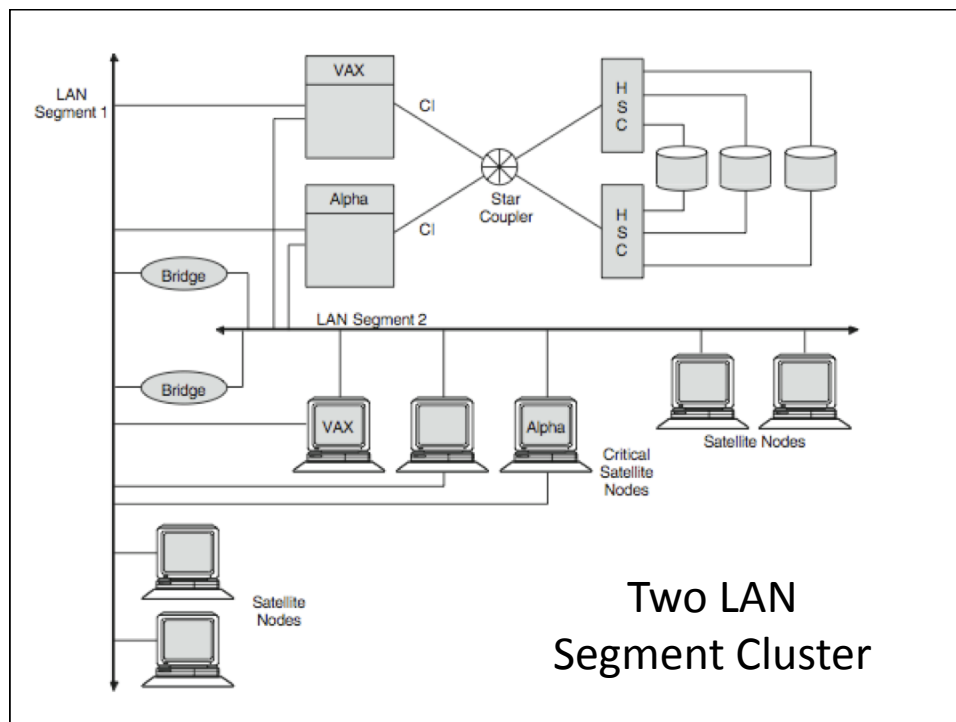 VAX
LAN
Segment 1
CI
H
S
C
Star
Coupler
Alpha
CI
H
S
C
Bridge
LAN Segment 2
Bridge
VAX
Alpha
Critical
Satellite
Nodes
Satellite Nodes
Satellite
Nodes
Two LAN
Segment Cluster